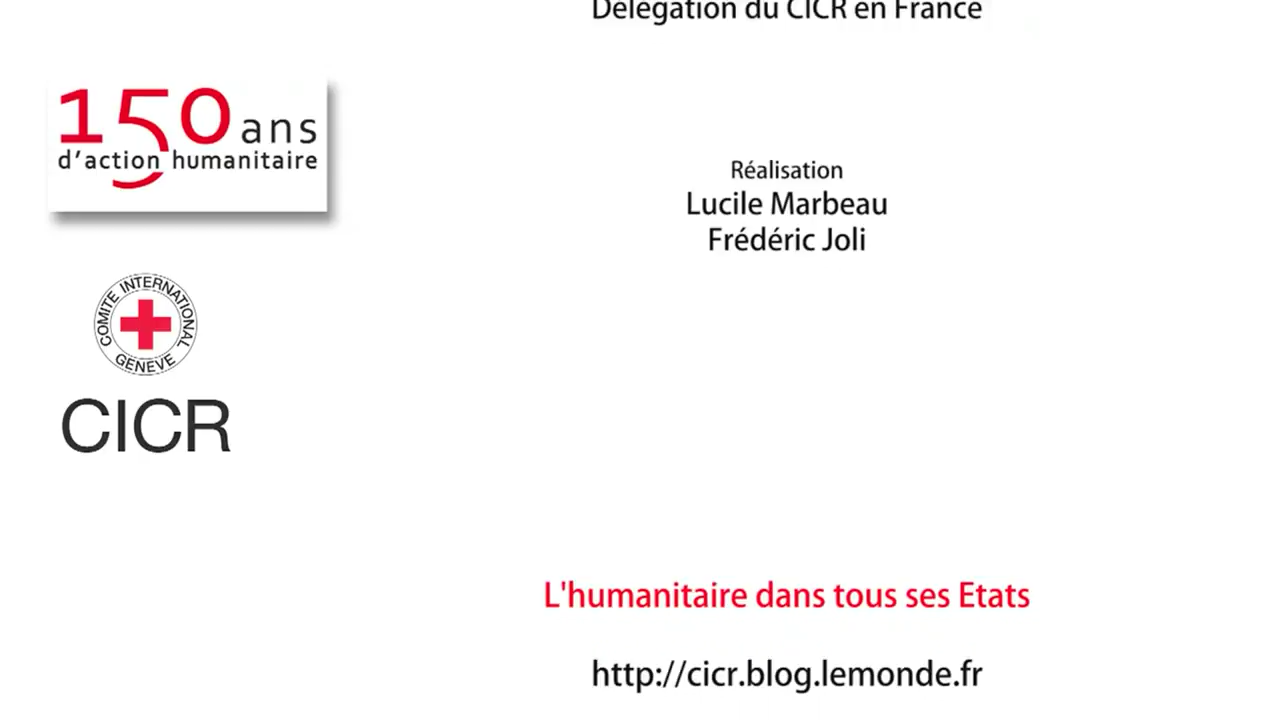 Délégation du CICR en France
150 ans
d'action humanitaire
Réalisation
Lucile Marbeau
Frédéric Joli
COMITE INTERNATIONAL
GENEVE
CICR
L'humanitaire dans tous ses Etats
http://cicr.blog.lemonde.fr